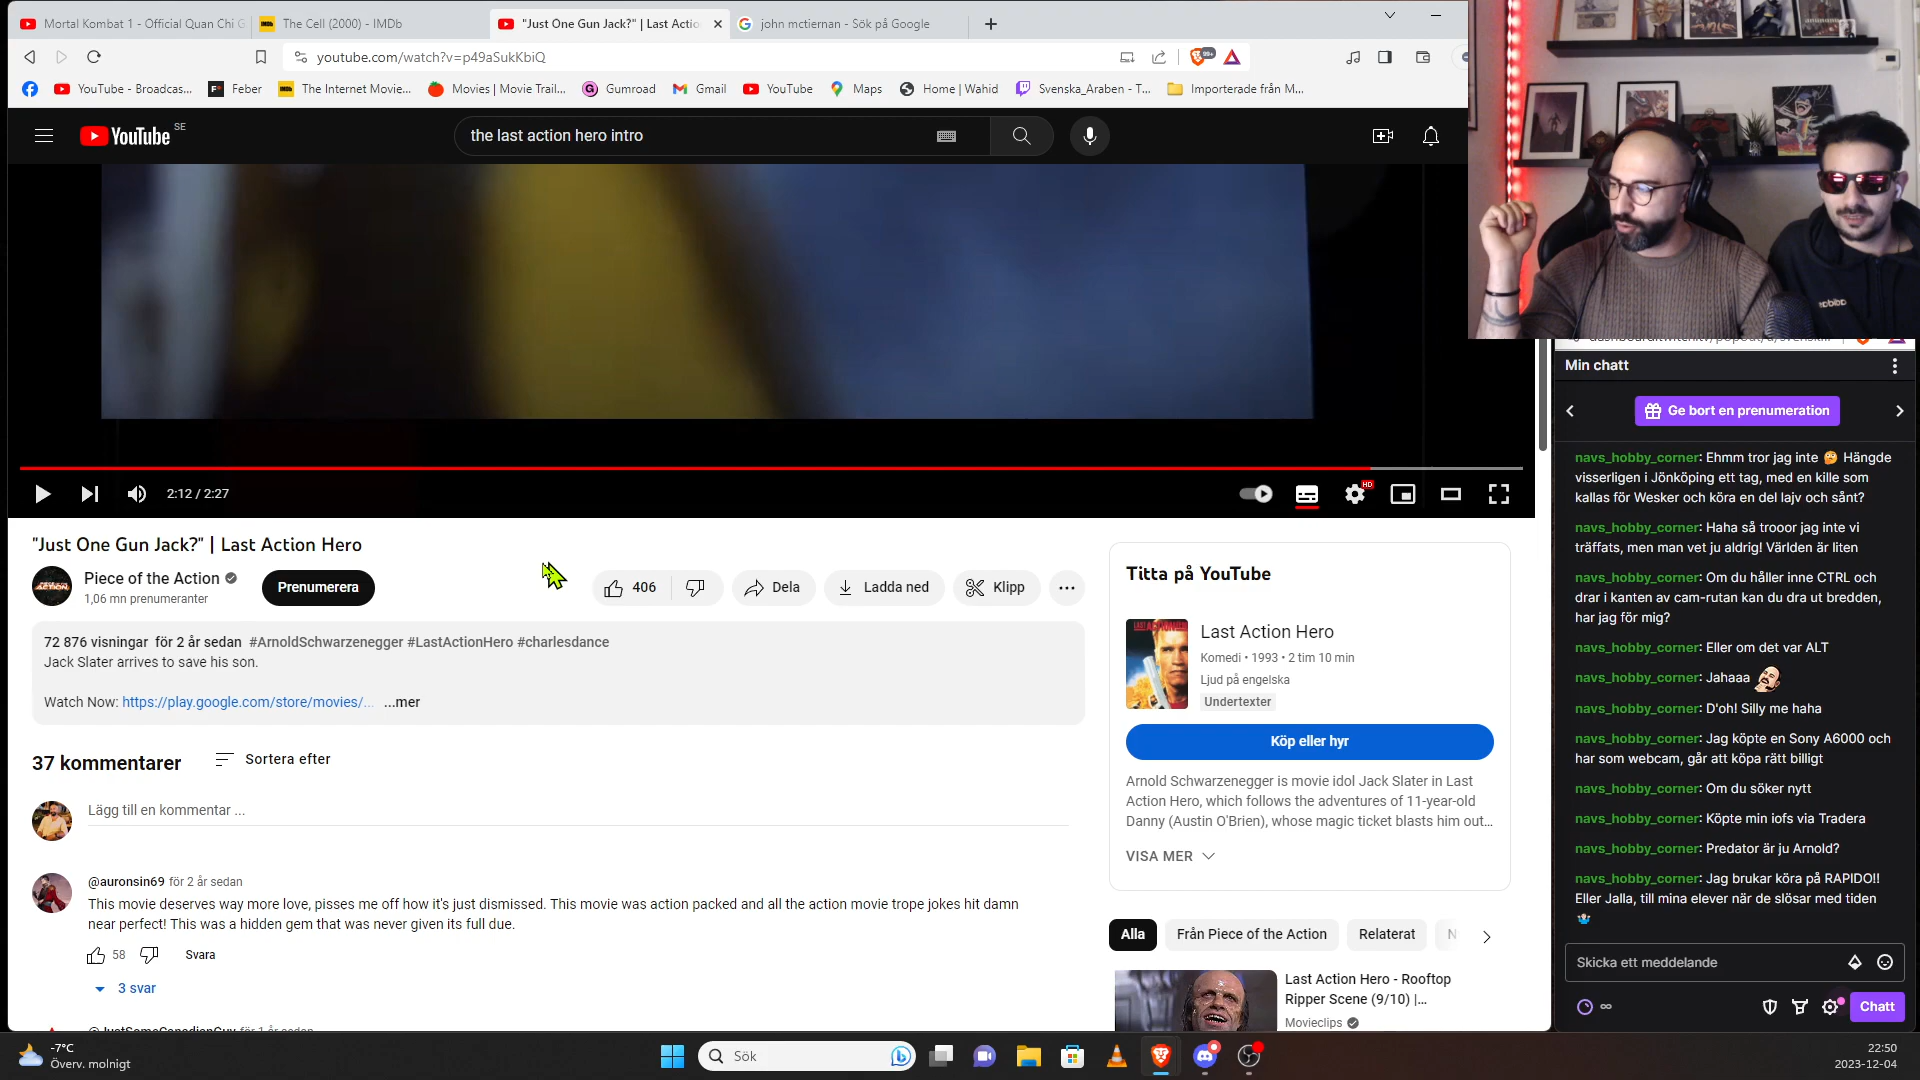 Mortal Kombat 1 - Official Quan Chi G
The Cell (2000) - IMDb
"Just One Gun Jack?" | Last Actio
john mctiernan - Sök på Google
youtube.com/watch?v=p49aSukKbiQ
YouTube - Broadcas...
Feber
The Internet Movie...
Movies | Movie Trail...
Gumroad
Gmail
YouTube
Maps
Home | Wahid
Svenska_Araben - T...
Importerade från M...
YouTube SE
the last action hero intro
2:12 / 2:27
HD
"Just One Gun Jack?" | Last Action Hero
Piece of the Action
1,06 mn prenumeranter
Prenumerera
406
Dela
Ladda ned
Klipp
72 876 visningar för 2 år sedan #ArnoldSchwarzenegger #LastActionHero #charlesdance
Jack Slater arrives to save his son.
Watch Now: https://play.google.com/store/movies/... ...mer
37 kommentarer
Sortera efter
Lägg till en kommentar ...
@auronsin69 för 2 år sedan
This movie deserves way more love, pisses me off how it's just dismissed. This movie was action packed and all the action movie trope jokes hit damn
near perfect! This was a hidden gem that was never given its full due.
58
Svara
3 svar
@JustSomeCanadianGuy för 1 år sedan
Titta på YouTube
Last Action Hero
Komedi • 1993 • 2 tim 10 min
Ljud på engelska
Undertexter
Köp eller hyr
Arnold Schwarzenegger is movie idol Jack Slater in Last
Action Hero, which follows the adventures of 11-year-old
Danny (Austin O'Brien), whose magic ticket blasts him out...
VISA MER
Alla
Från Piece of the Action
Relaterat
N
Last Action Hero - Rooftop
Ripper Scene (9/10) |...
Movieclips
Min chatt
Ge bort en prenumeration
navs_hobby_corner: Ehmm tror jag inte 🤔 Hängde
visserligen i Jönköping ett tag, med en kille som
kallas för Wesker och köra en del lajv och sånt?
navs_hobby_corner: Haha så trooor jag inte vi
träffats, men man vet ju aldrig! Världen är liten
navs_hobby_corner: Om du håller inne CTRL och
drar i kanten av cam-rutan kan du dra ut bredden,
har jag för mig?
navs_hobby_corner: Eller om det var ALT
navs_hobby_corner: Jahaaa
navs_hobby_corner: D'oh! Silly me haha
navs_hobby_corner: Jag köpte en Sony A6000 och
har som webcam, går att köpa rätt billigt
navs_hobby_corner: Om du söker nytt
navs_hobby_corner: Köpte min iofs via Tradera
navs_hobby_corner: Predator är ju Arnold?
navs_hobby_corner: Jag brukar köra på RAPIDO!!
Eller Jalla, till mina elever när de slösar med tiden
🤷
Skicka ett meddelande
∞
Chatt
-7°C
Överv. molnigt
Sök
22:50
2023-12-04